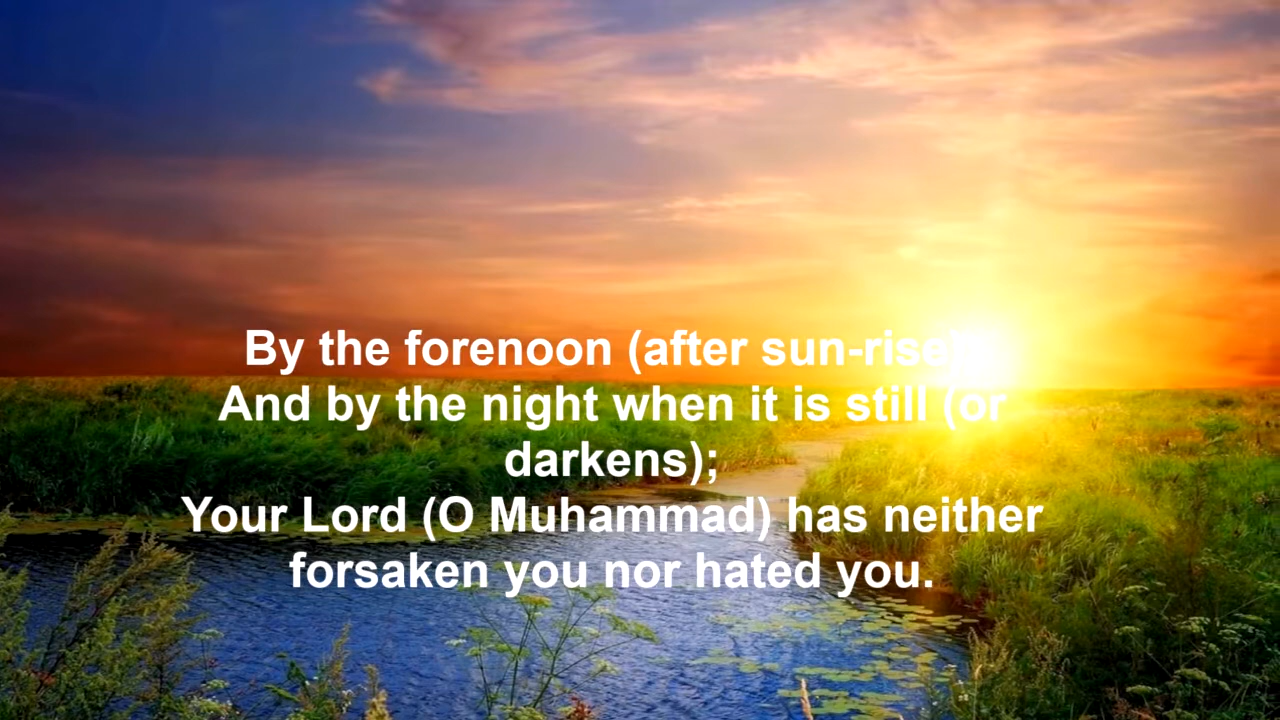 By the forenoon (after sun-rise);
And by the night when it is still (or
darkens);
Your Lord (O Muhammad) has neither
forsaken you nor hated you.